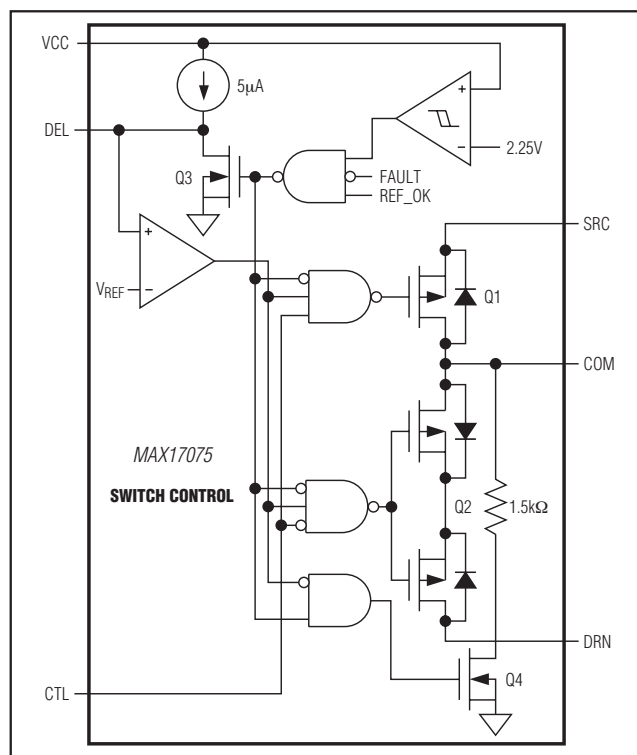 VCC
5µA
DEL
2.25V
Q3
FAULT
REF_OK
SRC
VREF
Q1
COM
MAX17075
SWITCH CONTROL
Q2
1.5kΩ
DRN
CTL
Q4